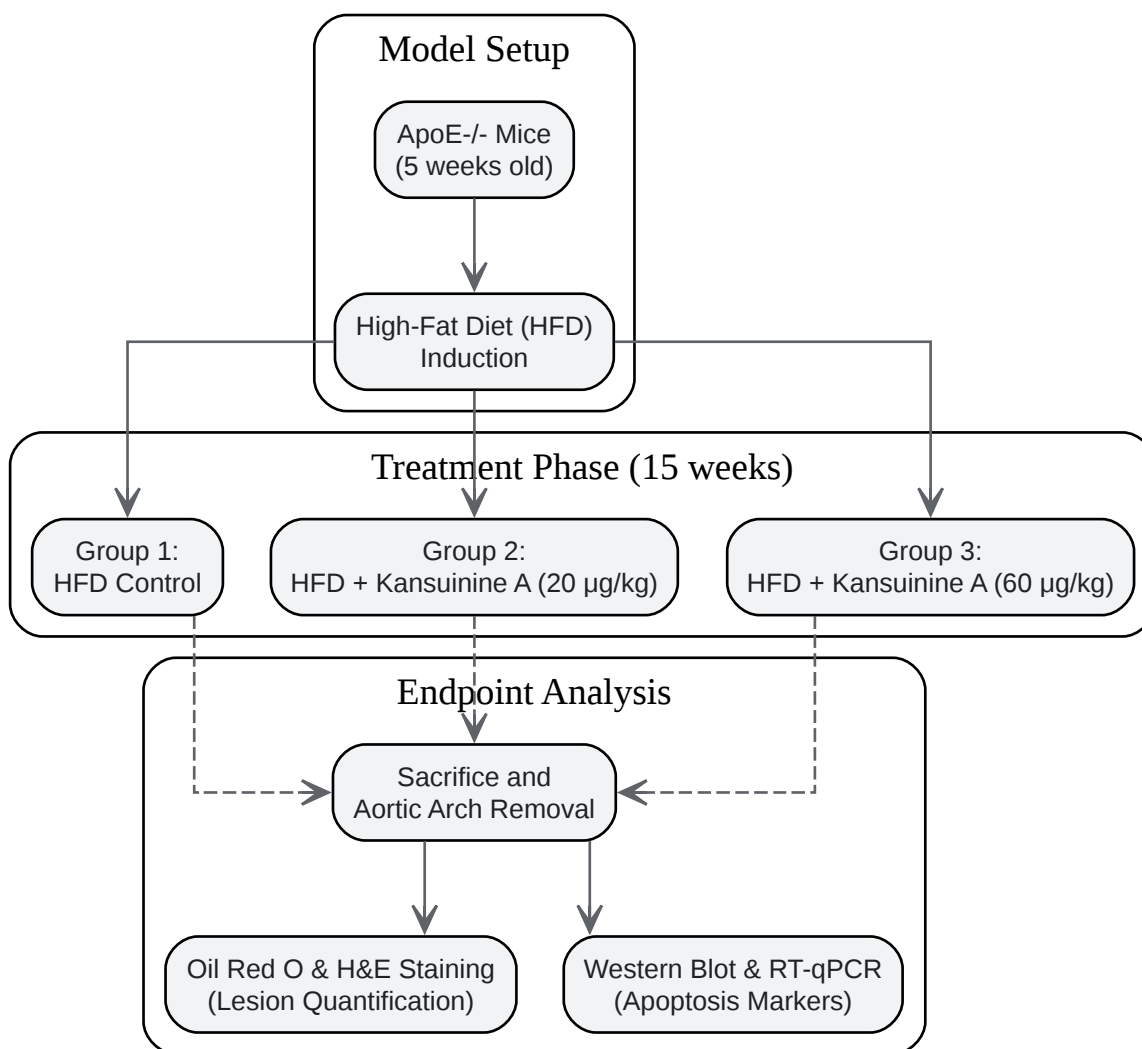 Model Setup
ApoE-/- Mice
(5 weeks old)
High-Fat Diet (HFD)
Induction
Treatment Phase (15 weeks)
Group 1:
HFD Control
Group 2:
HFD + Kansuinine A (20 µg/kg)
Group 3:
HFD + Kansuinine A (60 µg/kg)
Endpoint Analysis
Sacrifice and
Aortic Arch Removal
Oil Red O & H&E Staining
(Lesion Quantification)
Western Blot & RT-qPCR
(Apoptosis Markers)